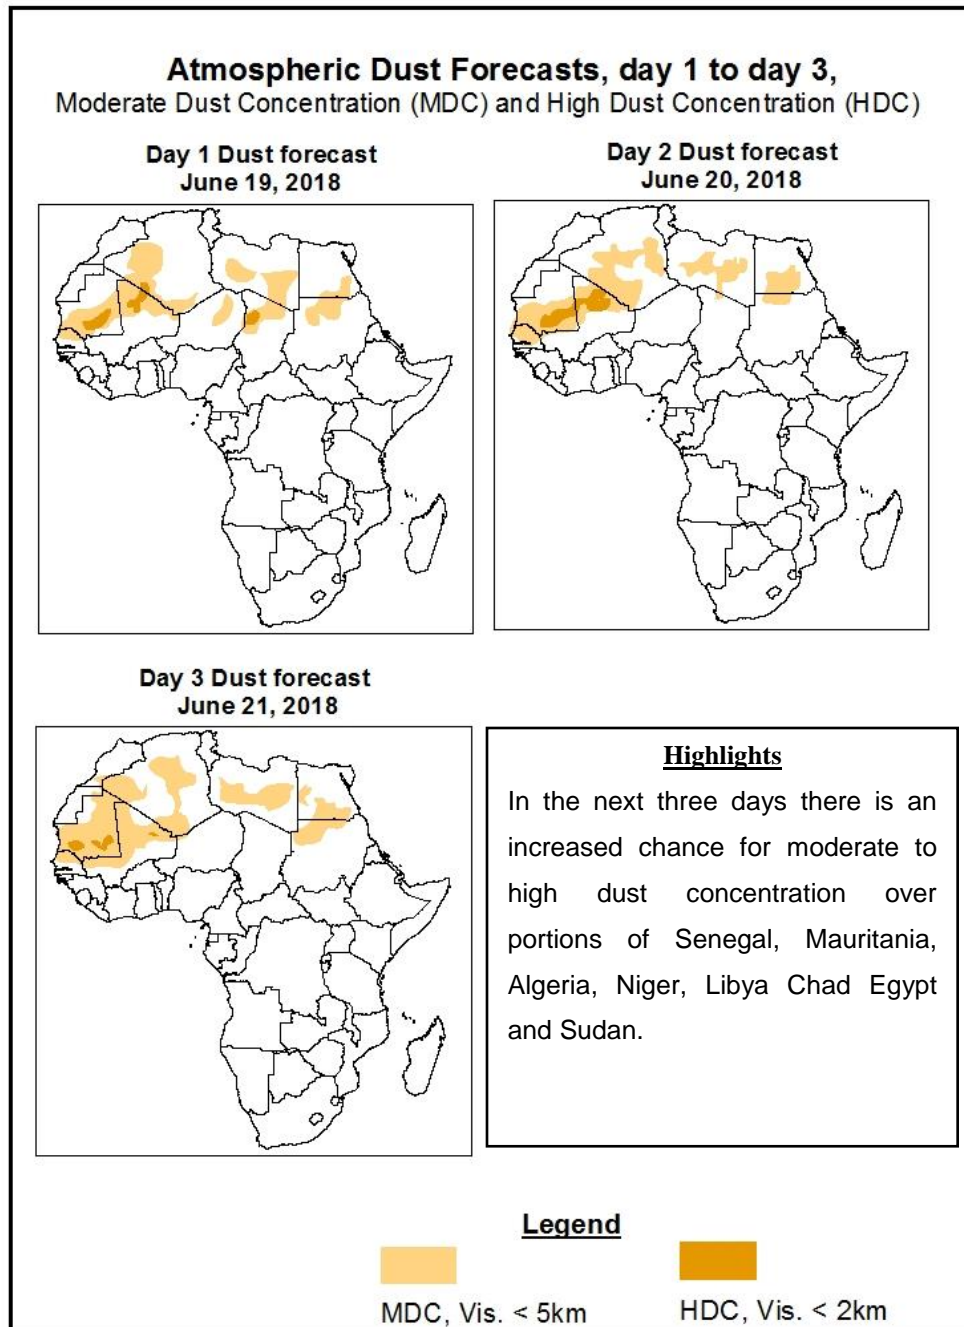 Atmospheric Dust Forecasts, day 1 to day 3,
Moderate Dust Concentration (MDC) and High Dust Concentration (HDC)
Day 1 Dust forecast
June 19, 2018
Day 2 Dust forecast
June 20, 2018
Day 3 Dust forecast
June 21, 2018
Highlights
In the next three days there is an
increased chance for moderate to
high dust concentration over
portions of Senegal, Mauritania,
Algeria, Niger, Libya Chad Egypt
and Sudan.
Legend
MDC, Vis. < 5km
HDC, Vis. < 2km